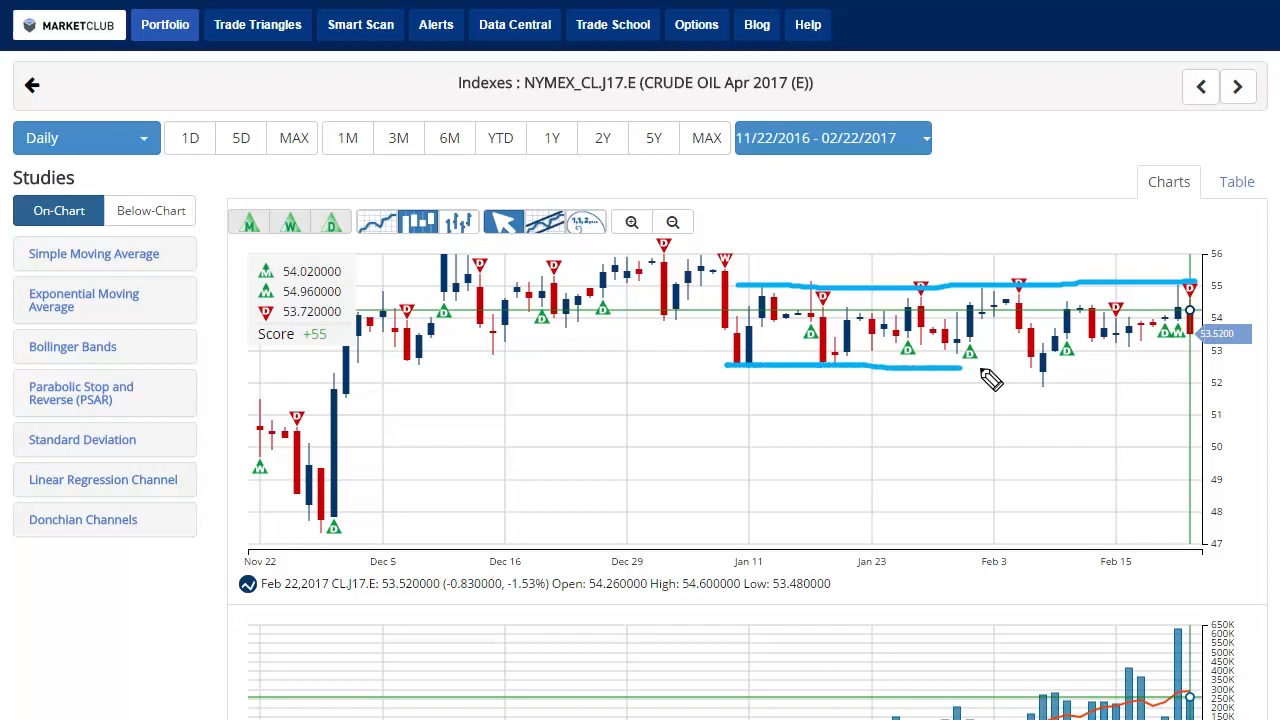 MARKETCLUB Portfolio Trade Triangles Smart Scan Alerts Data Central Trade School Options Blog Help
Indexes : NYMEX_CL.J17.E (CRUDE OIL Apr 2017 (E))
Daily 1D 5D MAX 1M 3M 6M YTD 1Y 2Y 5Y MAX 11/22/2016 - 02/22/2017
Charts Table
Studies
On-Chart Below-Chart
Simple Moving Average
Exponential Moving
Average
Bollinger Bands
Parabolic Stop and
Reverse (PSAR)
Standard Deviation
Linear Regression Channel
Donchian Channels
M W D
M 54.020000
W 54.960000
D 53.720000
Score +55
56
55
54
53.5200
53
52
51
50
49
48
47
Nov 22 Dec 5 Dec 16 Dec 29 Jan 11 Jan 23 Feb 3 Feb 15
Feb 22,2017 CL.J17.E: 53.520000 (-0.830000, -1.53%) Open: 54.260000 High: 54.600000 Low: 53.480000
650K
600K
550K
500K
450K
400K
350K
300K
250K
200K
150K